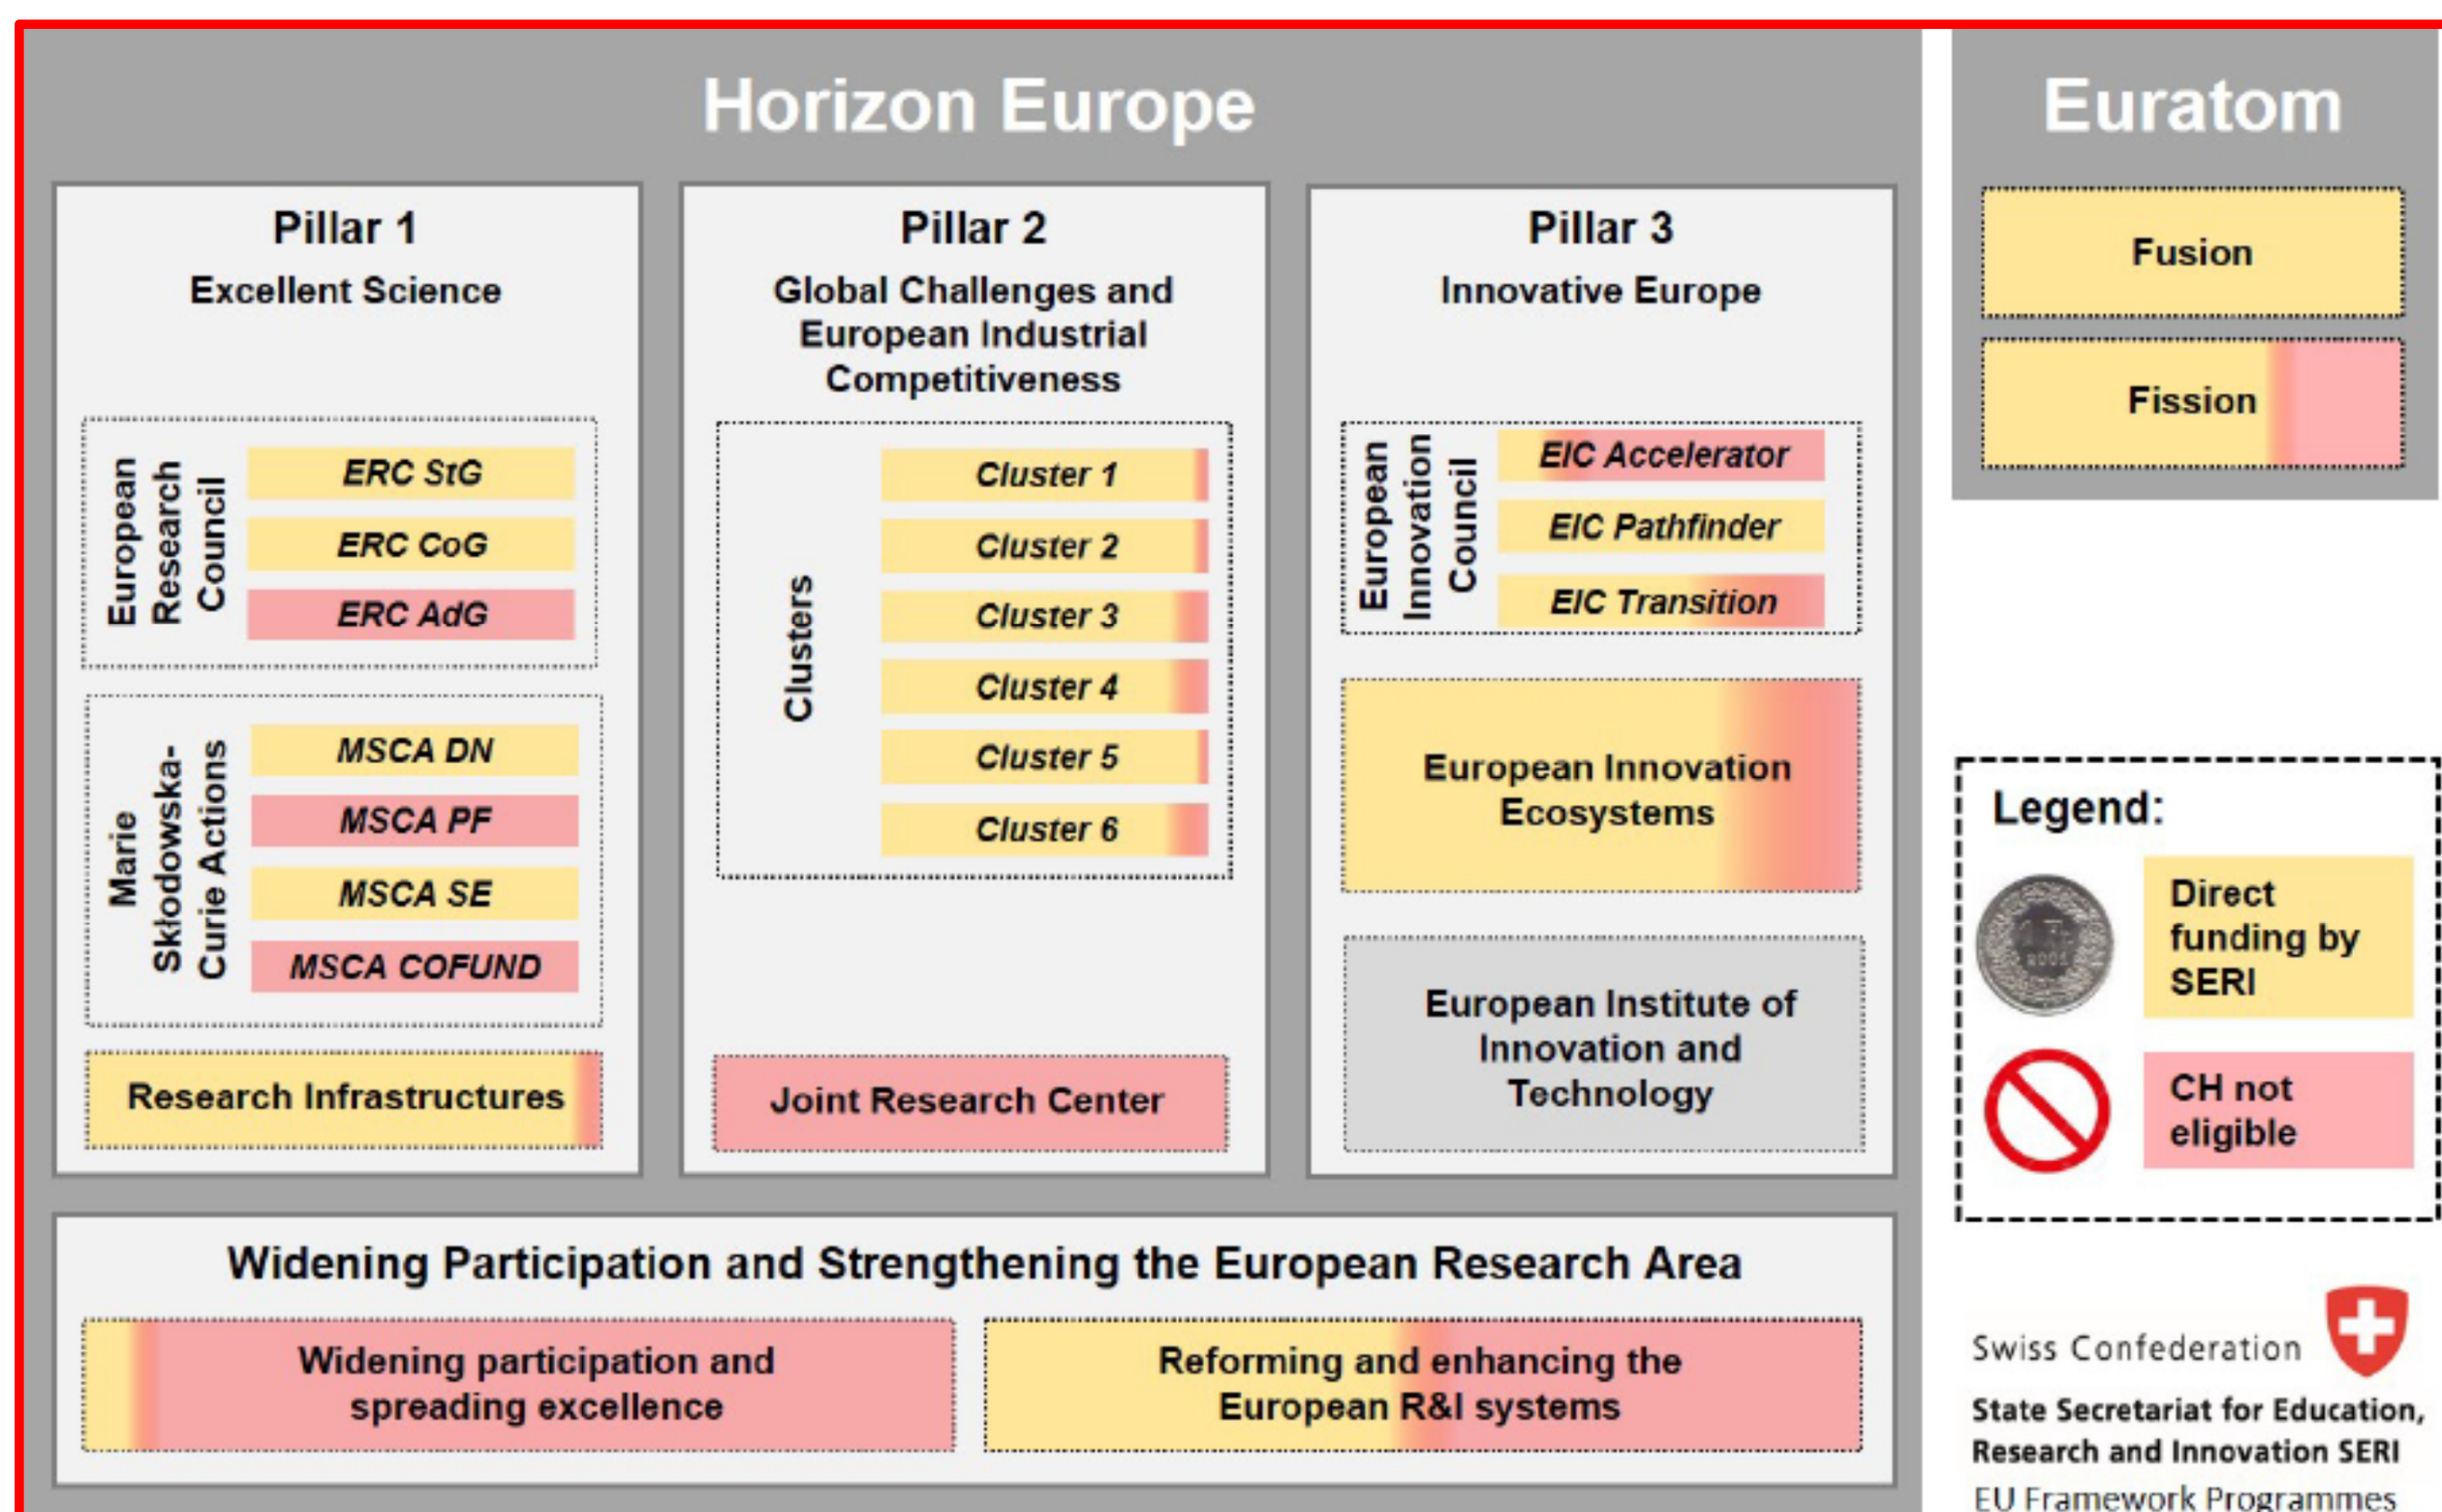 Horizon Europe
Pillar 1
Excellent Science
European
Research
Council
ERC StG
ERC CoG
ERC AdG
Marie
Skłodowska-
Curie Actions
MSCA DN
MSCA PF
MSCA SE
MSCA COFUND
Research Infrastructures
Pillar 2
Global Challenges and
European Industrial
Competitiveness
Clusters
Cluster 1
Cluster 2
Cluster 3
Cluster 4
Cluster 5
Cluster 6
Joint Research Center
Pillar 3
Innovative Europe
European
Innovation
Council
EIC Accelerator
EIC Pathfinder
EIC Transition
European Innovation
Ecosystems
European Institute of
Innovation and
Technology
Widening Participation and Strengthening the European Research Area
Widening participation and
spreading excellence
Reforming and enhancing the
European R&I systems
Euratom
Fusion
Fission
Legend:
Direct
funding by
SERI
CH not
eligible
Swiss Confederation
State Secretariat for Education,
Research and Innovation SERI
EU Framework Programmes